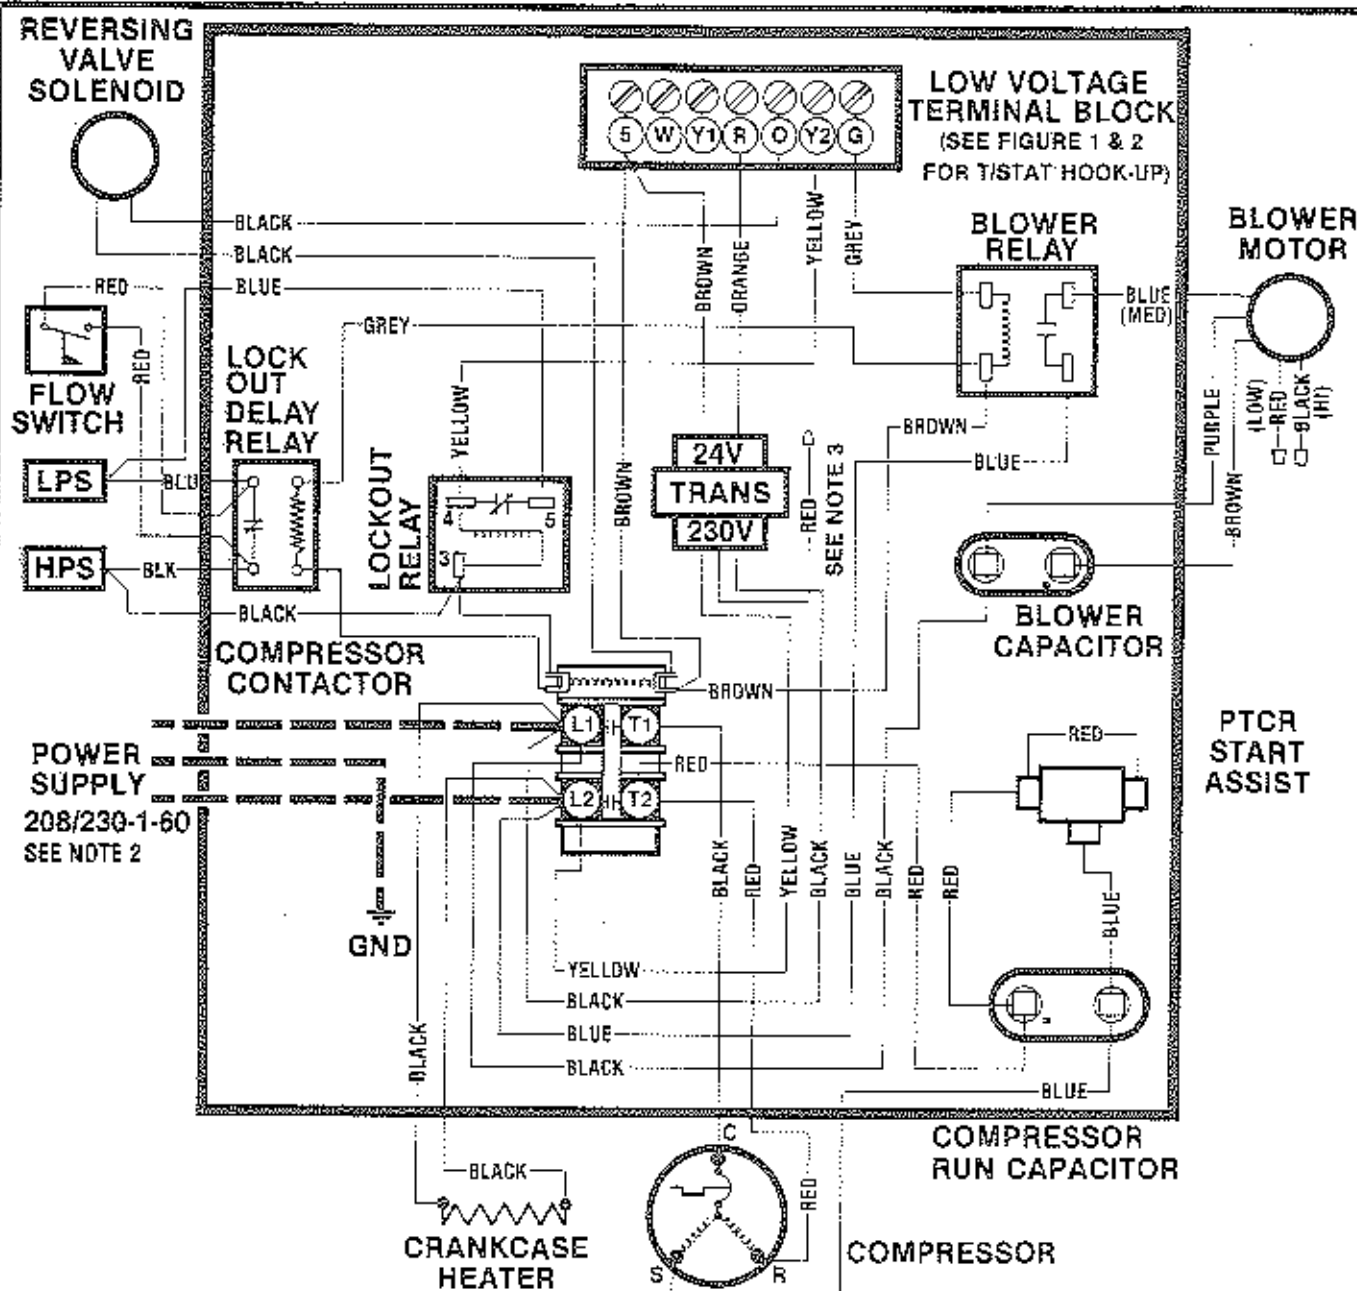 REVERSING
VALVE
SOLENOID
LOW VOLTAGE
TERMINAL BLOCK
(SEE FIGURE 1 & 2
FOR T/STAT HOOK-UP)
5 W Y1 R O Y2 G
BLACK
BLACK
BLUE
RED
GREY
RED
BROWN
ORANGE
YELLOW
GREY
BLOWER
RELAY
BLOWER
MOTOR
BLUE
(MED)
FLOW
SWITCH
LOCK
OUT
DELAY
RELAY
YELLOW
PURPLE
(LOW)
RED
BLACK
(HI)
BROWN
BLUE
BROWN
LPS
BLU
HPS
BLK
BLACK
LOCKOUT
RELAY
4
5
3
BROWN
24V
TRANS
230V
RED
SEE NOTE 3
BLOWER
CAPACITOR
COMPRESSOR
CONTACTOR
BROWN
L1
T1
RED
L2
T2
POWER
SUPPLY
208/230-1-60
SEE NOTE 2
GND
RED
PTCR
START
ASSIST
BLACK
RED
YELLOW
BLACK
BLUE
BLACK
RED
RED
BLUE
YELLOW
BLACK
BLUE
BLACK
BLACK
BLUE
COMPRESSOR
RUN CAPACITOR
BLACK
CRANKCASE
HEATER
C
S
R
RED
COMPRESSOR